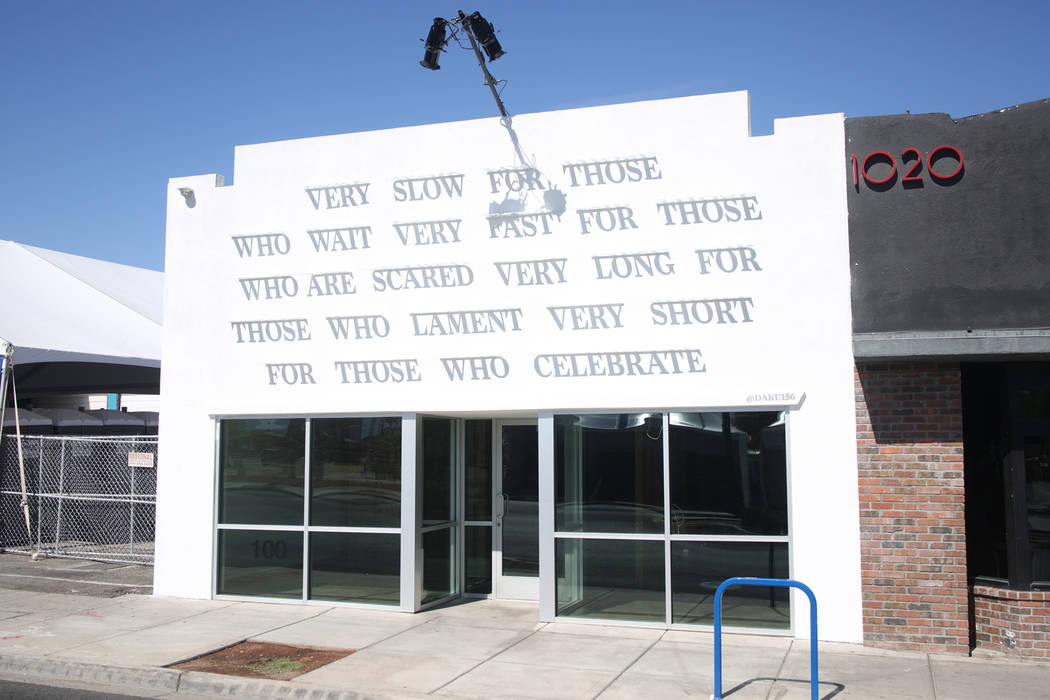 VERY SLOW FOR THOSE
WHO WAIT VERY FAST FOR THOSE
WHO ARE SCARED VERY LONG FOR
THOSE WHO LAMENT VERY SHORT
FOR THOSE WHO CELEBRATE
@DAKU156
1020
100
NATIONAL